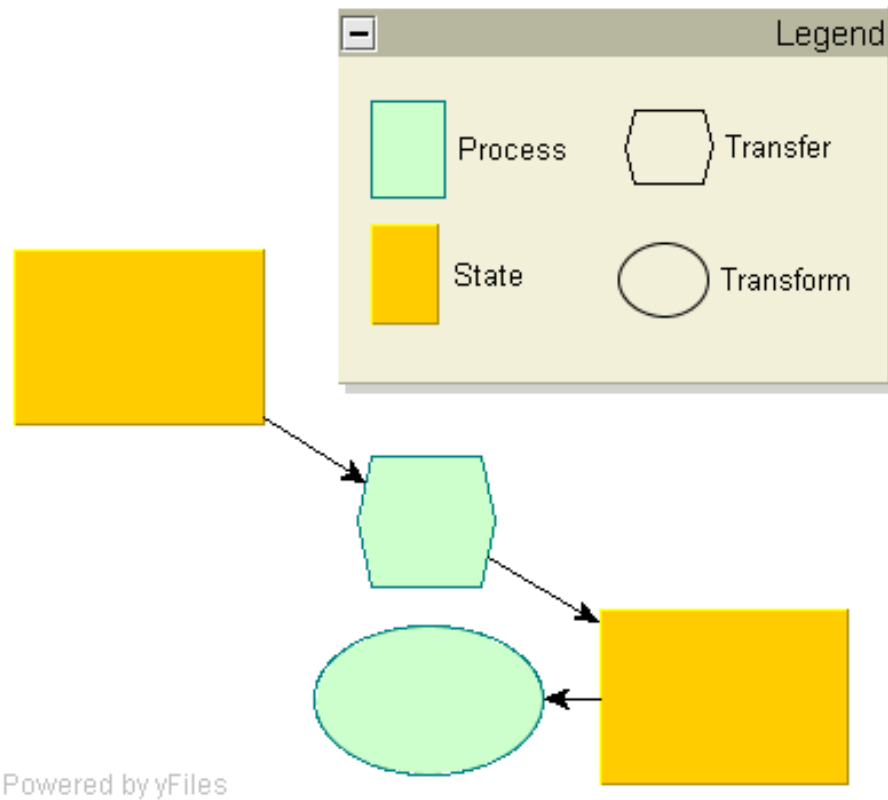 Legend
Process
Transfer
State
Transform
Powered by yFiles